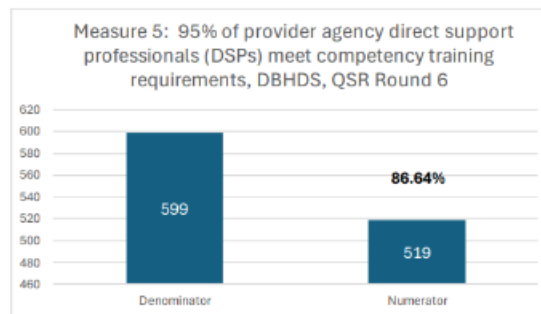 Measure 5: 95% of provider agency direct support
professionals (DSPs) meet competency training
requirements, DBHDS, QSR Round 6
620
600
580
560
540
520
500
480
460
599
86.64%
519
Denominator
Numerator